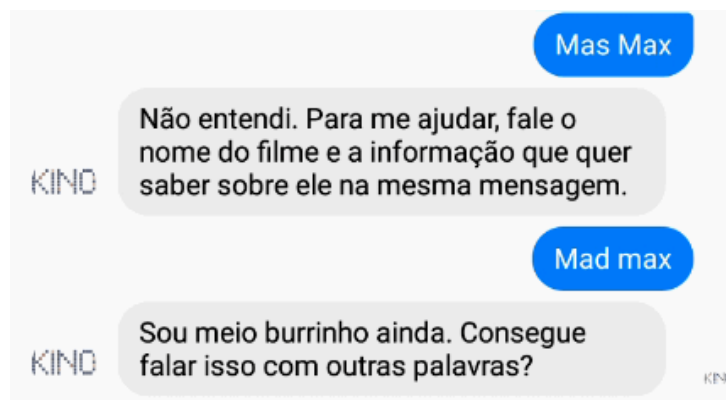 Mas Max
Não entendi. Para me ajudar, fale o
nome do filme e a informação que quer
saber sobre ele na mesma mensagem.
KINO
Mad max
Sou meio burrinho ainda. Consegue
falar isso com outras palavras?
KINO